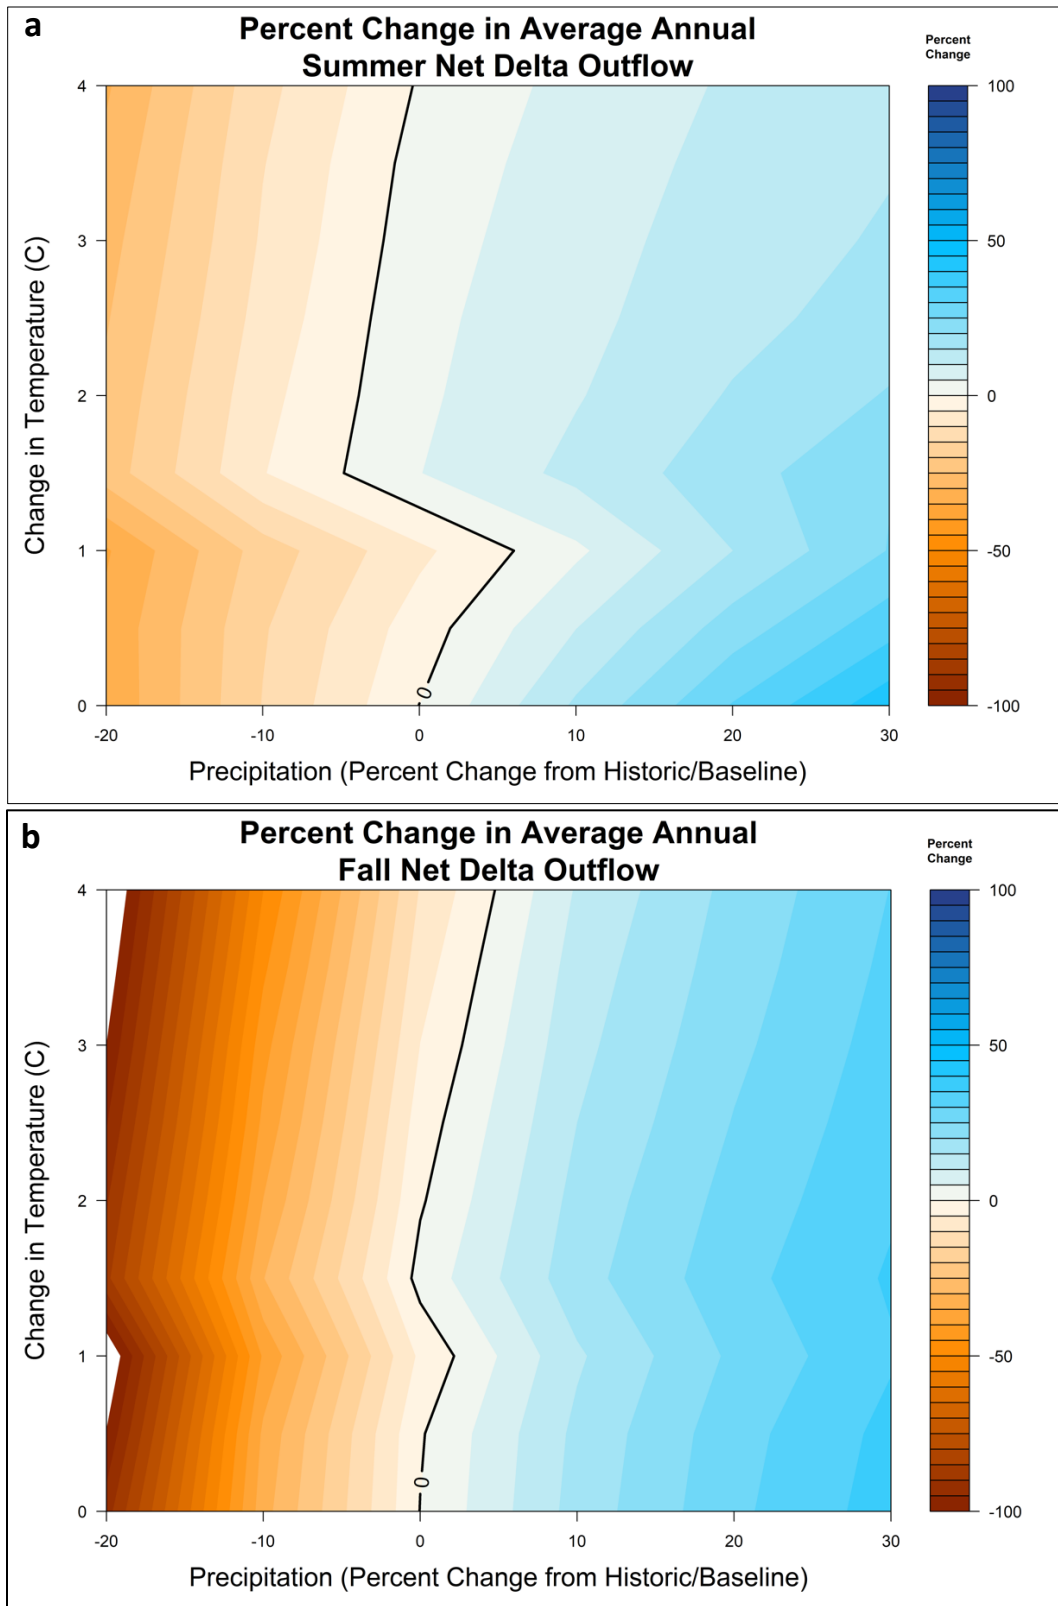 a
Percent Change in Average Annual
Summer Net Delta Outflow
Percent
Change
Change in Temperature (C)
4
3
2
1
0
0
-20
-10
0
10
20
30
Precipitation (Percent Change from Historic/Baseline)
100
50
0
-50
-100
b
Percent Change in Average Annual
Fall Net Delta Outflow
Percent
Change
Change in Temperature (C)
4
3
2
1
0
0
-20
-10
0
10
20
30
Precipitation (Percent Change from Historic/Baseline)
100
50
0
-50
-100